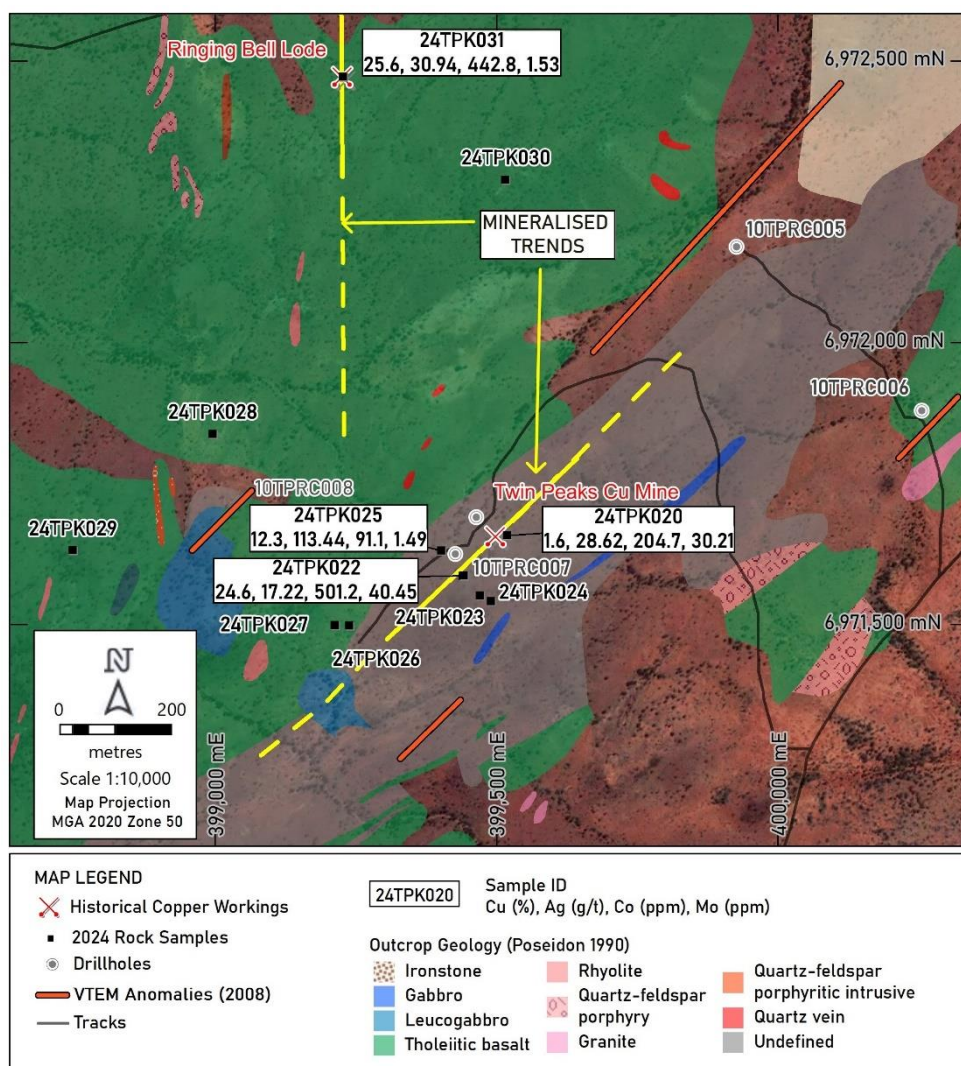 Ringing Bell Lode
24TPK031
25.6, 30.94, 442.8, 1.53
6,972,500 mN
24TPK030
MINERALISED
TRENDS
10TPRC005
6,972,000 mN
10TPRC006
24TPK028
Twin Peaks Cu Mine
10TPRC008
24TPK025
12.3, 113.44, 91.1, 1.49
24TPK020
1.6, 28.62, 204.7, 30.21
24TPK029
24TPK022
24.6, 17.22, 501.2, 40.45
10TPRC007
24TPK024
24TPK023
24TPK027
6,971,500 mN
24TPK026
N
0 200
metres
Scale 1:10,000
Map Projection
MGA 2020 Zone 50
399,000 mE
399,500 mE
400,000 mE
MAP LEGEND
Historical Copper Workings
2024 Rock Samples
Drillholes
VTEM Anomalies (2008)
Tracks
24TPK020
Sample ID
Cu (%), Ag (g/t), Co (ppm), Mo (ppm)
Outcrop Geology (Poseidon 1990)
Ironstone
Gabbro
Leucogabbro
Tholeiitic basalt
Rhyolite
Quartz-feldspar
porphyry
Granite
Quartz-feldspar
porphyritic intrusive
Quartz vein
Undefined